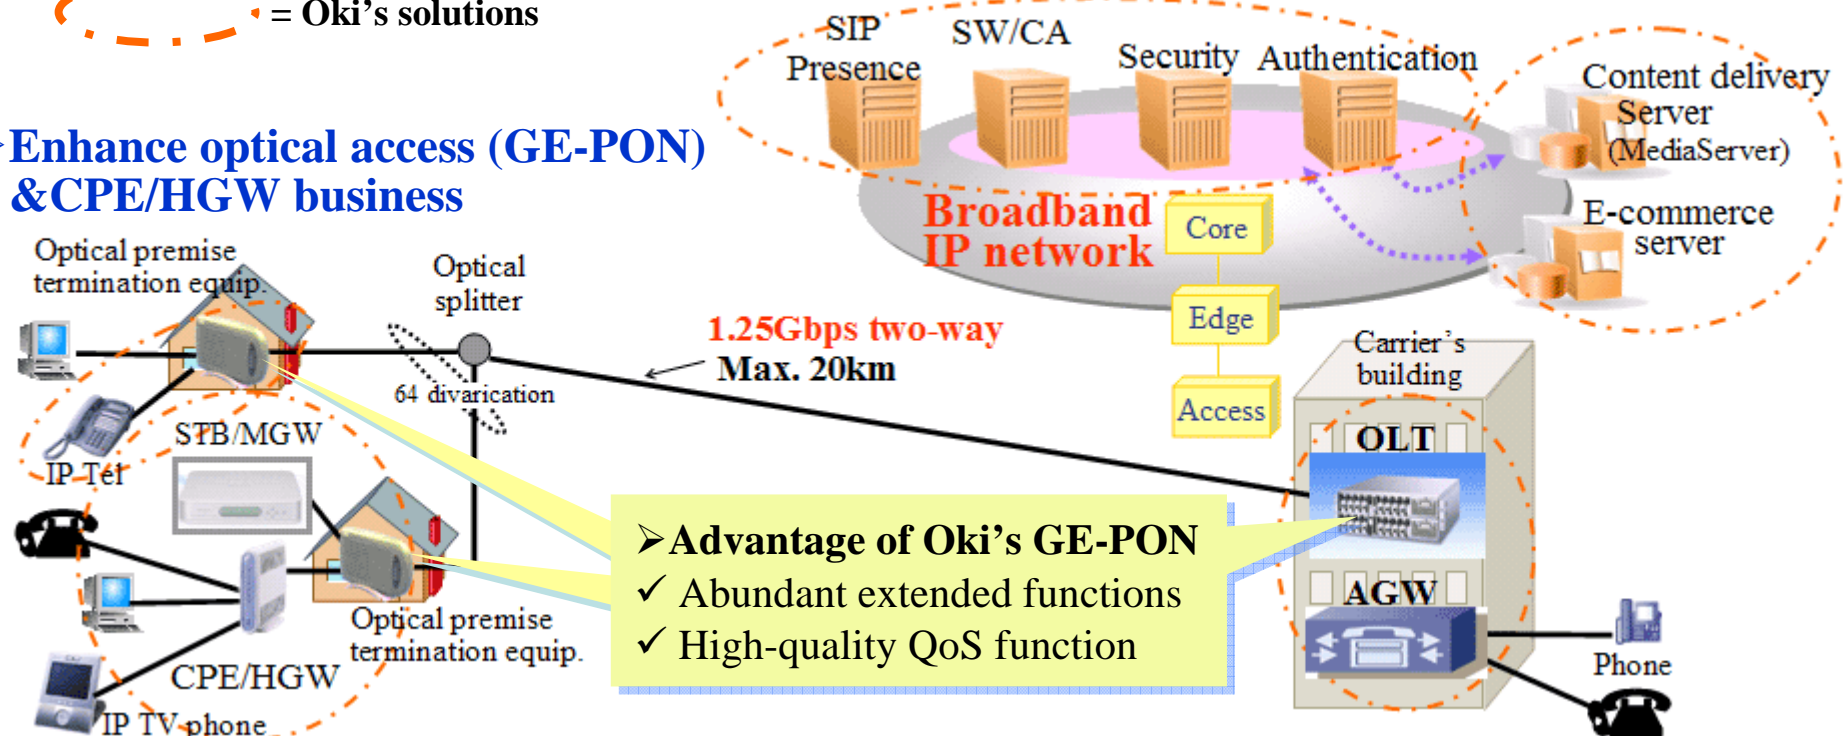 = Oki's solutions
Enhance optical access (GE-PON)
&CPE/HGW business
SIP
Presence
SW/CA
Security
Authentication
Content delivery
Server
(MediaServer)
E-commerce
server
Broadband
IP network
Core
Edge
Access
Optical premise
termination equip.
Optical
splitter
1.25Gbps two-way
Max. 20km
64 divarication
IP Tel
STB/MGW
CPE/HGW
IP TV phone
Optical premise
termination equip.
➢Advantage of Oki's GE-PON
✓ Abundant extended functions
✓ High-quality QoS function
Carrier's
building
OLT
AGW
Phone